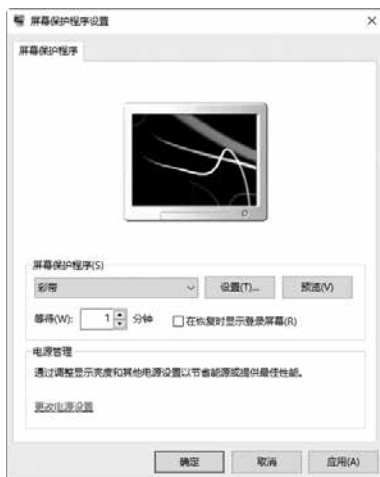 屏幕保护程序设置
屏幕保护程序
屏幕保护程序(S)
彩带
设置(T)...
预览(V)
等待(W):
1
分钟
在恢复时显示登录屏幕(R)
电源管理
通过调整显示亮度和其他电源设置以节省能源或提供最佳性能。
更改电源设置
确定
取消
应用(A)